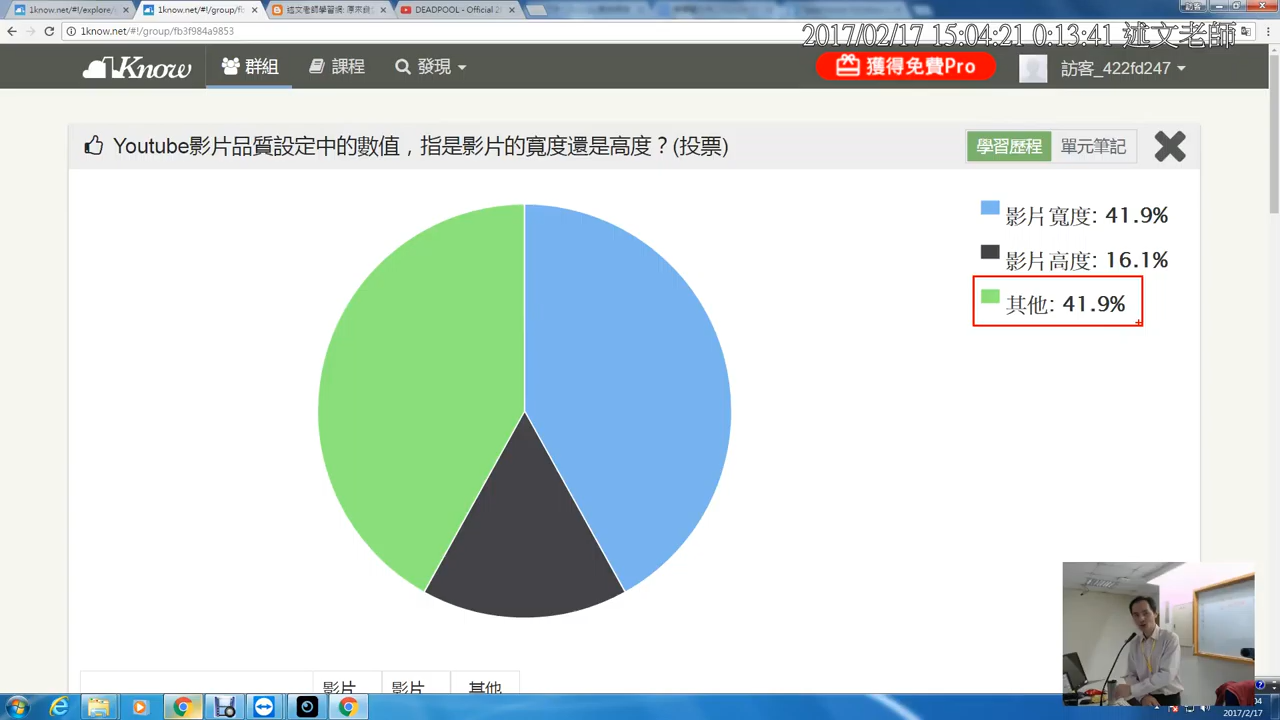 1know.net/#!/explore/
1know.net/#!/group/f
DEADPOOL - Official 2
1know.net/#!/group/fb3f984a9853
訪客
2017/02/17 15:04:21 0:13:41 述文老師
1Know
群組
課程
發現
獲得免費Pro
訪客_422fd247
Youtube影片品質設定中的數值，指是影片的寬度還是高度？(投票)
學習歷程
單元筆記
影片寬度: 41.9%
影片高度: 16.1%
其他: 41.9%
影片
影片
其他
2017/2/17